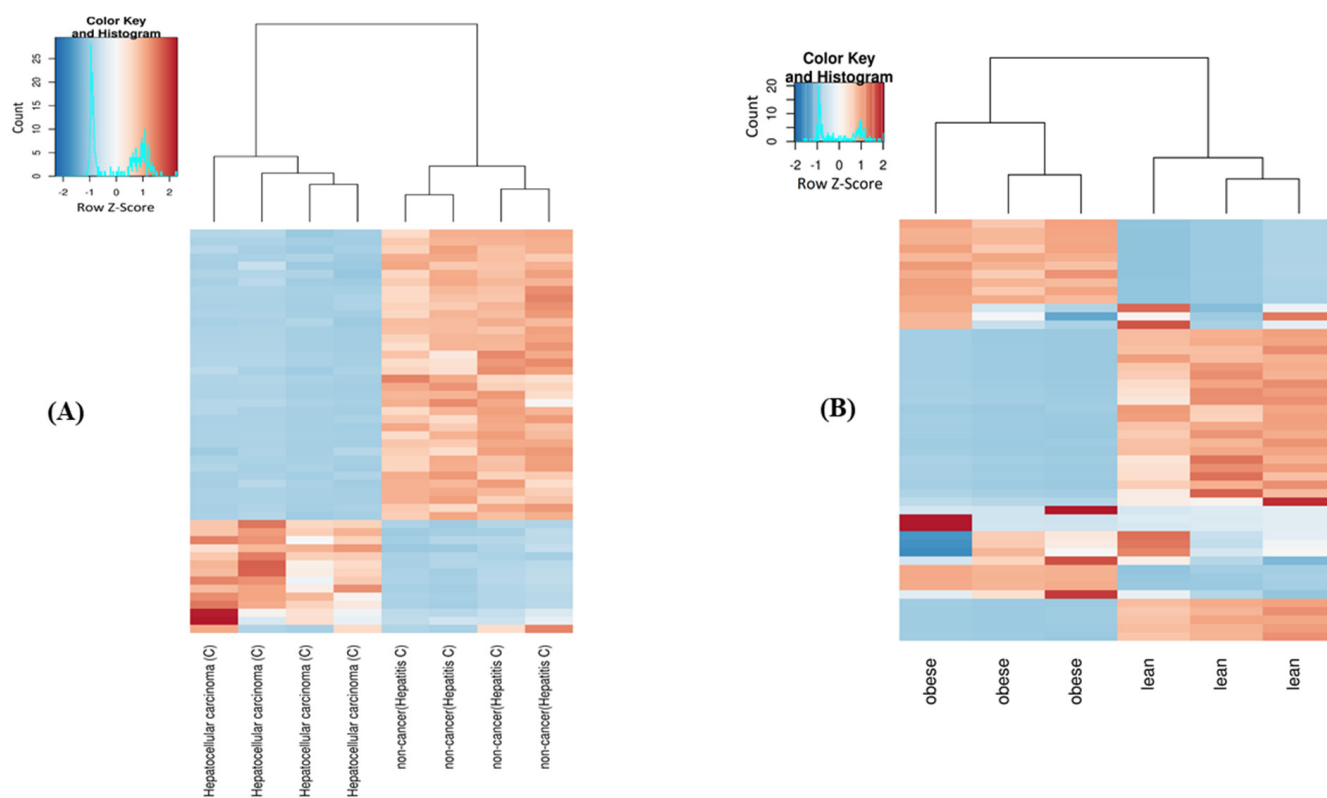 Color Key
and Histogram
Count
0 5 10 15 20 25
-2 -1 0 1 2
Row Z-Score
(A)
Hepatocellular carcinoma (C)
Hepatocellular carcinoma (C)
Hepatocellular carcinoma (C)
Hepatocellular carcinoma (C)
non-cancer(Hepatitis C)
non-cancer(Hepatitis C)
non-cancer(Hepatitis C)
non-cancer(Hepatitis C)
Color Key
and Histogram
Count
0 10 20
-2 -1 0 1 2
Row Z-Score
(B)
obese
obese
obese
lean
lean
lean